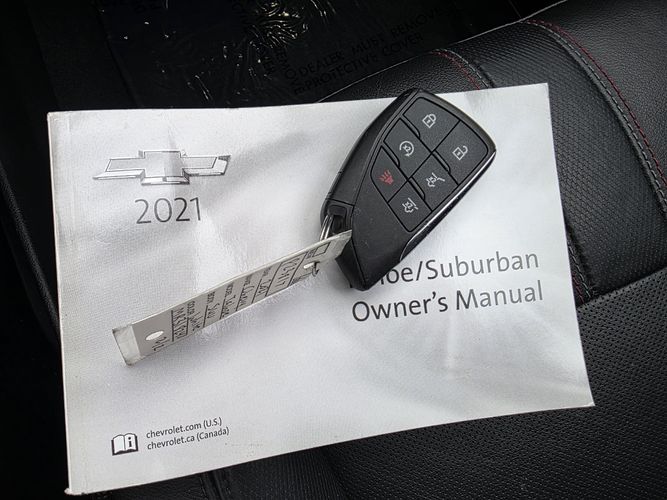 DEALER MUST REMOVE
PROTECTIVE COVER
2021
hoe/Suburban
Owner's Manual
chevrolet.com (U.S.)
chevrolet.ca (Canada)